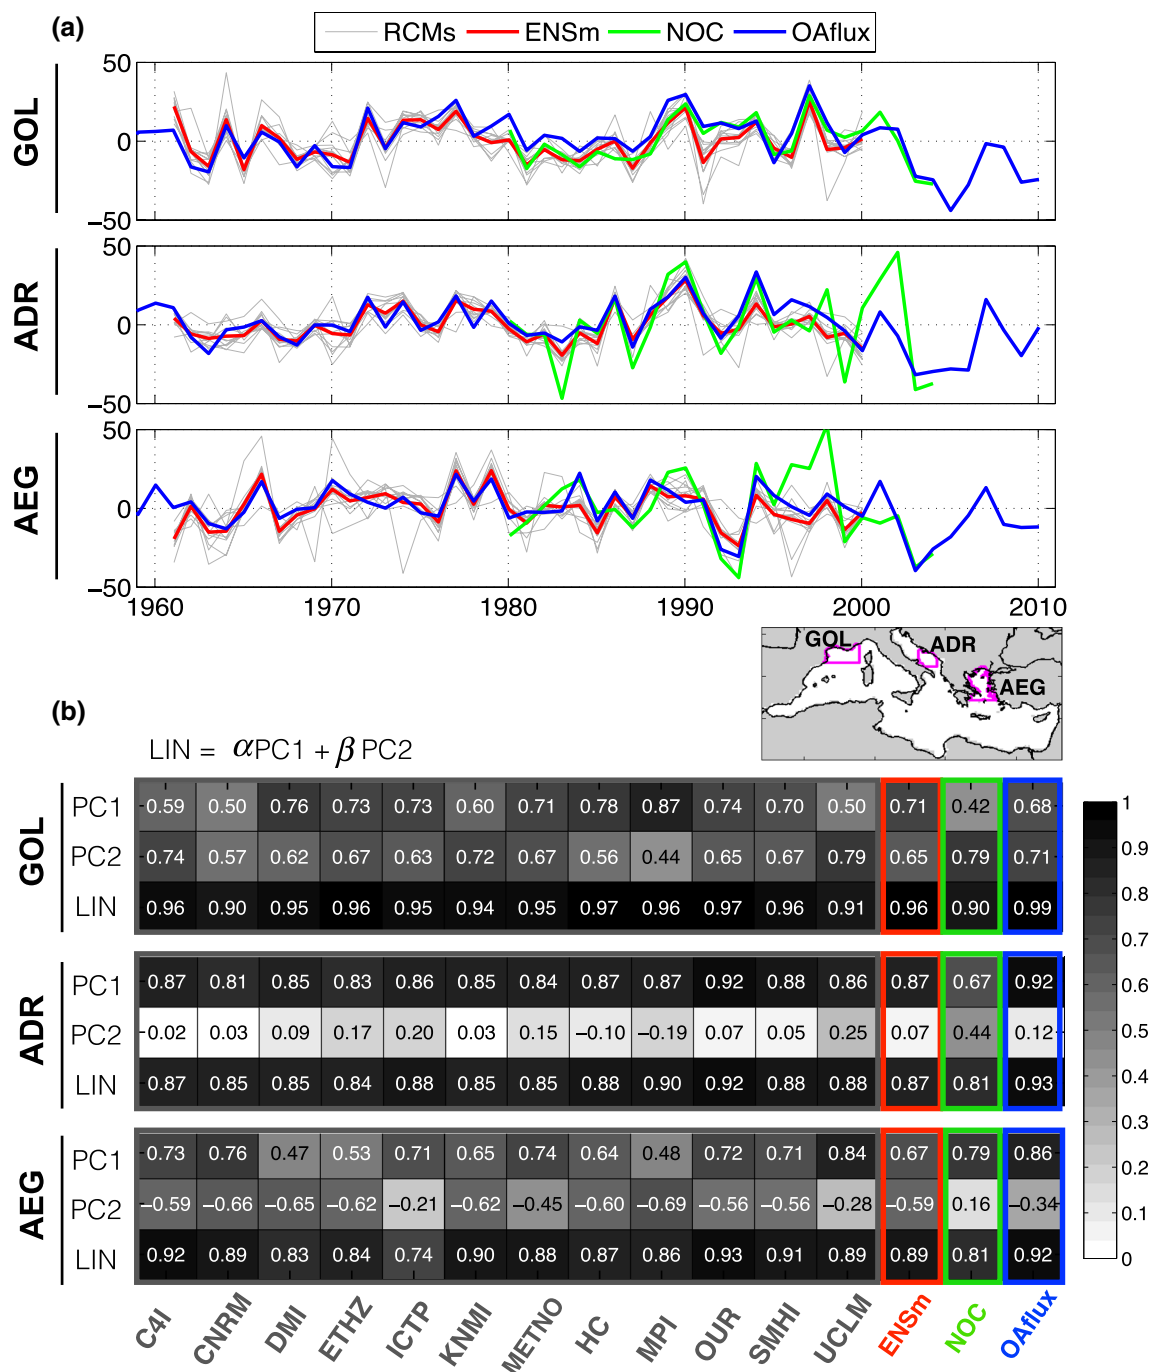 (a)
RCMs ENSm NOC OAflux
GOL
50
0
−50
ADR
50
0
−50
AEG
50
0
−50
1960 1970 1980 1990 2000 2010
GOL ADR
AEG
(b)
LIN = αPC1 + β PC2
GOL
PC1 0.59 0.50 0.76 0.73 0.73 0.60 0.71 0.78 0.87 0.74 0.70 0.50 0.71 0.42 0.68
PC2 0.74 0.57 0.62 0.67 0.63 0.72 0.67 0.56 0.44 0.65 0.67 0.79 0.65 0.79 0.71
LIN 0.96 0.90 0.95 0.96 0.95 0.94 0.95 0.97 0.96 0.97 0.96 0.91 0.96 0.90 0.99
ADR
PC1 0.87 0.81 0.85 0.83 0.86 0.85 0.84 0.87 0.87 0.92 0.88 0.86 0.87 0.67 0.92
PC2 0.02 0.03 0.09 0.17 0.20 0.03 0.15 −0.10 −0.19 0.07 0.05 0.25 0.07 0.44 0.12
LIN 0.87 0.85 0.85 0.84 0.88 0.85 0.85 0.88 0.90 0.92 0.88 0.88 0.87 0.81 0.93
AEG
PC1 0.73 0.76 0.47 0.53 0.71 0.65 0.74 0.64 0.48 0.72 0.71 0.84 0.67 0.79 0.86
PC2 −0.59 −0.66 −0.65 −0.62 −0.21 −0.62 −0.45 −0.60 −0.69 −0.56 −0.56 −0.28 −0.59 0.16 −0.34
LIN 0.92 0.89 0.83 0.84 0.74 0.90 0.88 0.87 0.86 0.93 0.91 0.89 0.89 0.81 0.92
C4I CNRM DMI ETHZ ICTP KNMI METNO HC MPI OUR SMHI UCLM ENSm NOC OAflux
1
0.9
0.8
0.7
0.6
0.5
0.4
0.3
0.2
0.1
0